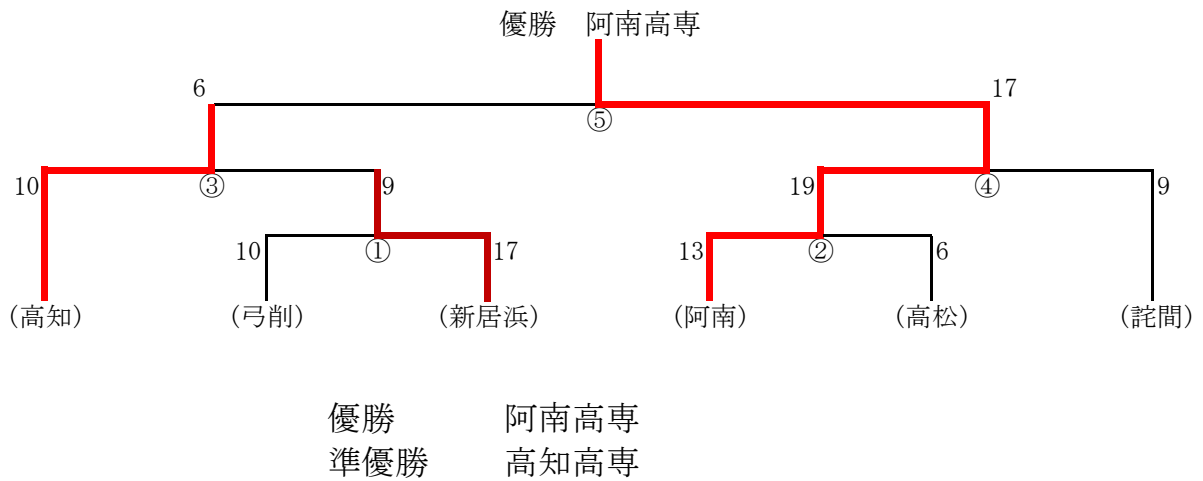 優勝 阿南高専
6 17
⑤
10 ③ 9 19 ④ 9
10 ① 17 13 ② 6
(高知) (弓削) (新居浜) (阿南) (高松) (詫間)
優勝 阿南高専
準優勝 高知高専